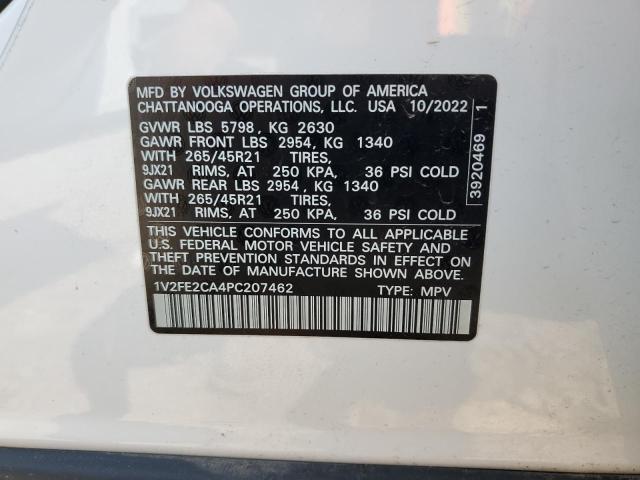 MFD BY VOLKSWAGEN GROUP OF AMERICA
CHATTANOOGA OPERATIONS, LLC. USA 10/2022
GVWR LBS 5798, KG 2630
GAWR FRONT LBS 2954, KG 1340
WITH 265/45R21 TIRES,
9JX21 RIMS, AT 250 KPA, 36 PSI COLD
GAWR REAR LBS 2954, KG 1340
WITH 265/45R21 TIRES,
9JX21 RIMS, AT 250 KPA, 36 PSI COLD
THIS VEHICLE CONFORMS TO ALL APPLICABLE
U.S. FEDERAL MOTOR VEHICLE SAFETY AND
THEFT PREVENTION STANDARDS IN EFFECT ON
THE DATE OF MANUFACTURE SHOWN ABOVE.
1V2FE2CA4PC207462 TYPE: MPV
3920469 1